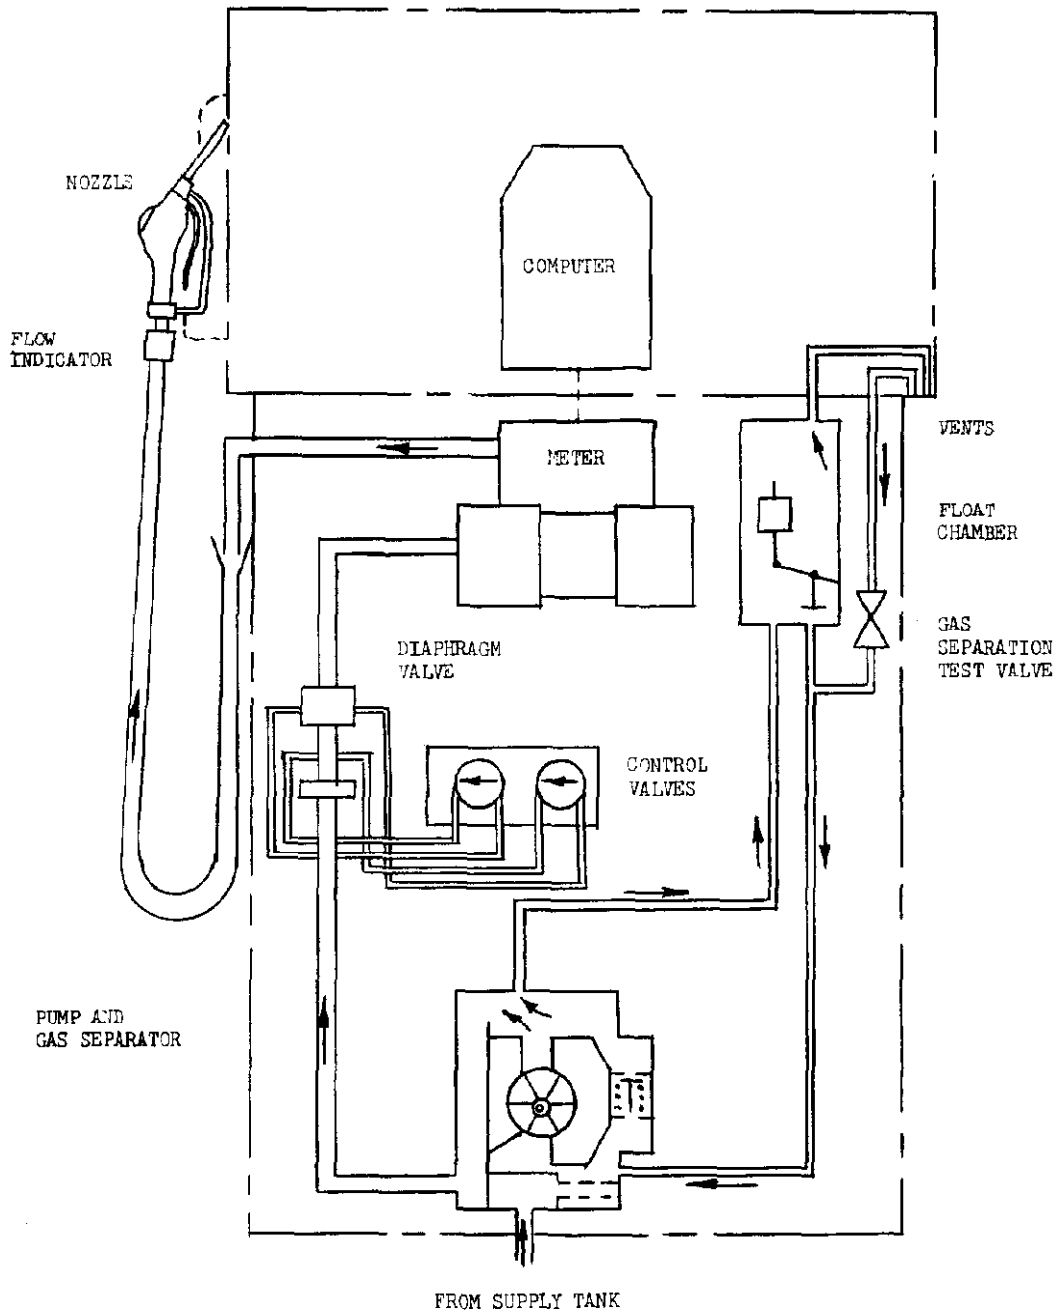 NOZZLE
COMPUTER
FLOW
INDICATOR
VENTS
METER
FLOAT
CHAMBER
DIAPHRAGM
VALVE
GAS
SEPARATION
TEST VALVE
CONTROL
VALVES
PUMP AND
GAS SEPARATOR
FROM SUPPLY TANK